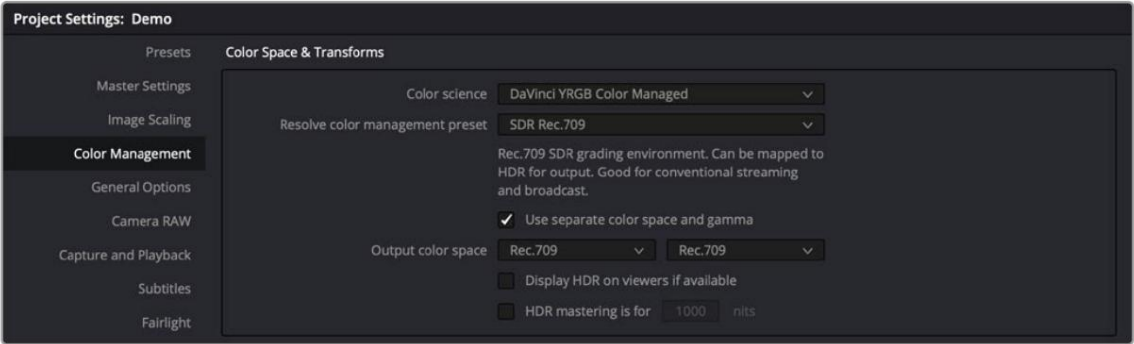 Project Settings: Demo
Presets
Color Space & Transforms
Master Settings
Color science DaVinci YRGB Color Managed
Image Scaling
Resolve color management preset SDR Rec.709
Color Management
Rec.709 SDR grading environment. Can be mapped to
HDR for output. Good for conventional streaming
and broadcast.
General Options
Camera RAW
Use separate color space and gamma
Capture and Playback
Output color space Rec.709 Rec.709
Subtitles
Display HDR on viewers if available
Fairlight
HDR mastering is for 1000 nits